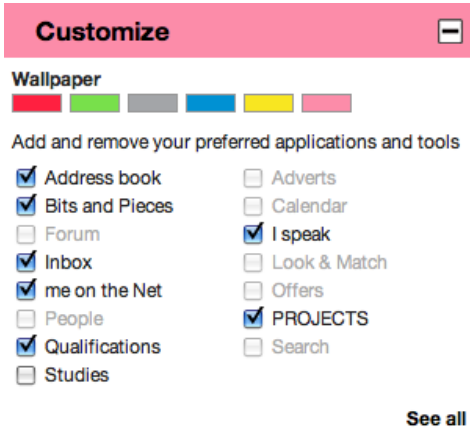 Customize
Wallpaper
Add and remove your preferred applications and tools
Address book
Adverts
Bits and Pieces
Calendar
Forum
I speak
Inbox
Look & Match
me on the Net
Offers
People
PROJECTS
Qualifications
Search
Studies
See all